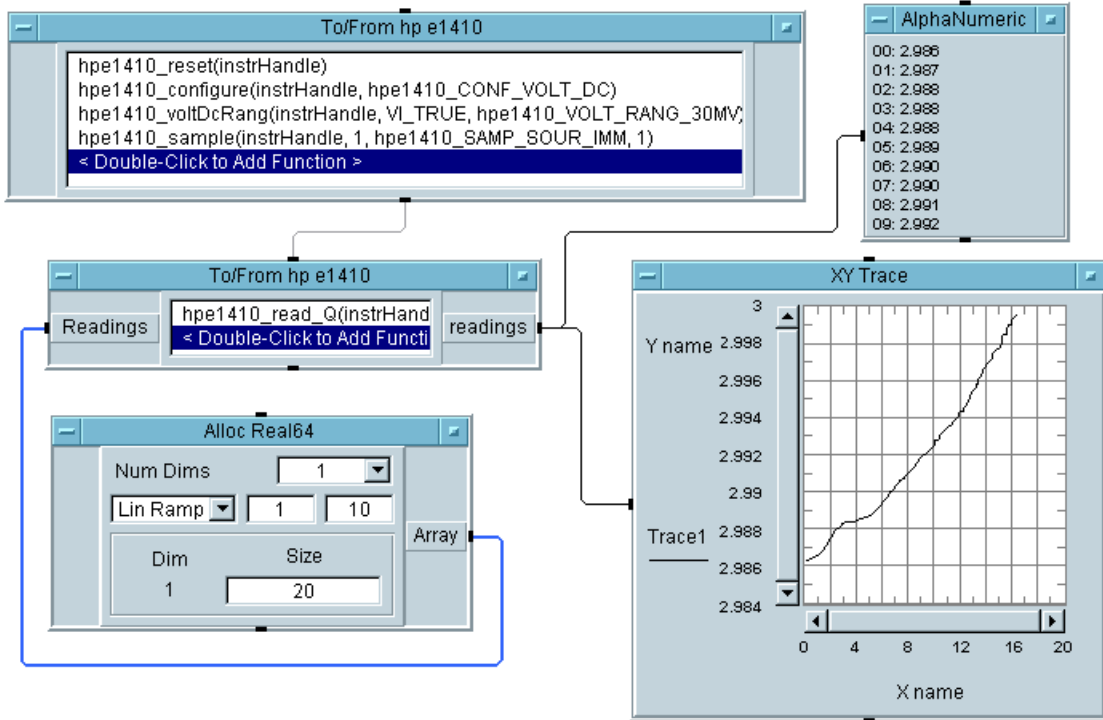 To/From hp e1410
hpe1410_reset(instrHandle)
hpe1410_configure(instrHandle, hpe1410_CONF_VOLT_DC)
hpe1410_voltDcRang(instrHandle, VI_TRUE, hpe1410_VOLT_RANG_30MV)
hpe1410_sample(instrHandle, 1, hpe1410_SAMP_SOUR_IMM, 1)
< Double-Click to Add Function >
AlphaNumeric
00: 2.986
01: 2.987
02: 2.988
03: 2.988
04: 2.988
05: 2.989
06: 2.990
07: 2.990
08: 2.991
09: 2.992
To/From hp e1410
Readings
hpe1410_read_Q(instrHand
< Double-Click to Add Functi
readings
Alloc Real64
Num Dims
1
Lin Ramp
1
10
Array
Dim
Size
1
20
XY Trace
Y name
3
2.998
2.996
2.994
2.992
2.99
2.988
2.986
2.984
Trace1
0
4
8
12
16
20
X name